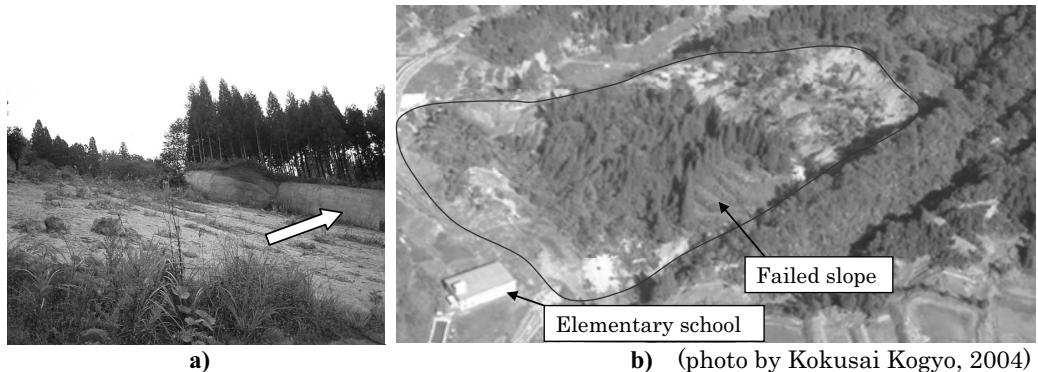 Failed slope
Elementary school
a)
b) (photo by Kokusai Kogyo, 2004)